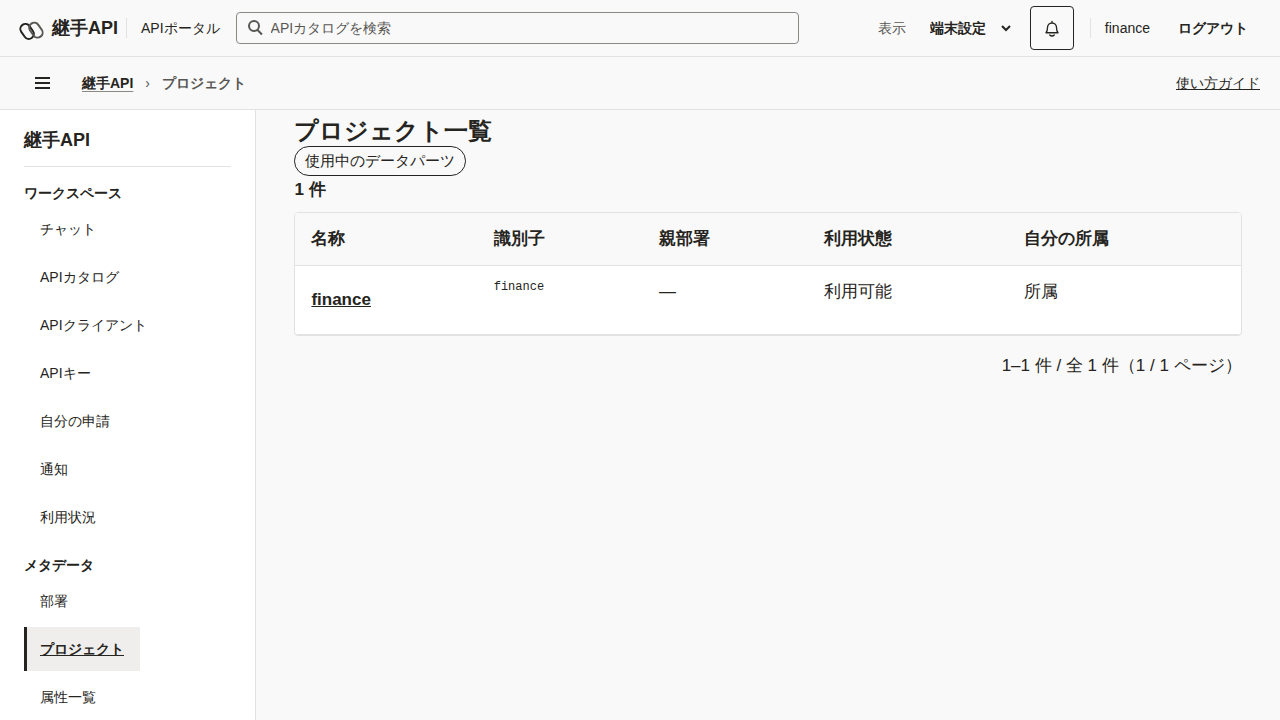 継手API
APIポータル
APIカタログを検索
表示
端末設定
finance
ログアウト
継手API › プロジェクト
使い方ガイド
継手API
ワークスペース
チャット
APIカタログ
APIクライアント
APIキー
自分の申請
通知
利用状況
メタデータ
部署
プロジェクト
属性一覧
プロジェクト一覧
使用中のデータパーツ
1 件
名称 識別子 親部署 利用状態 自分の所属
finance finance — 利用可能 所属
1–1 件 / 全 1 件（1 / 1 ページ）